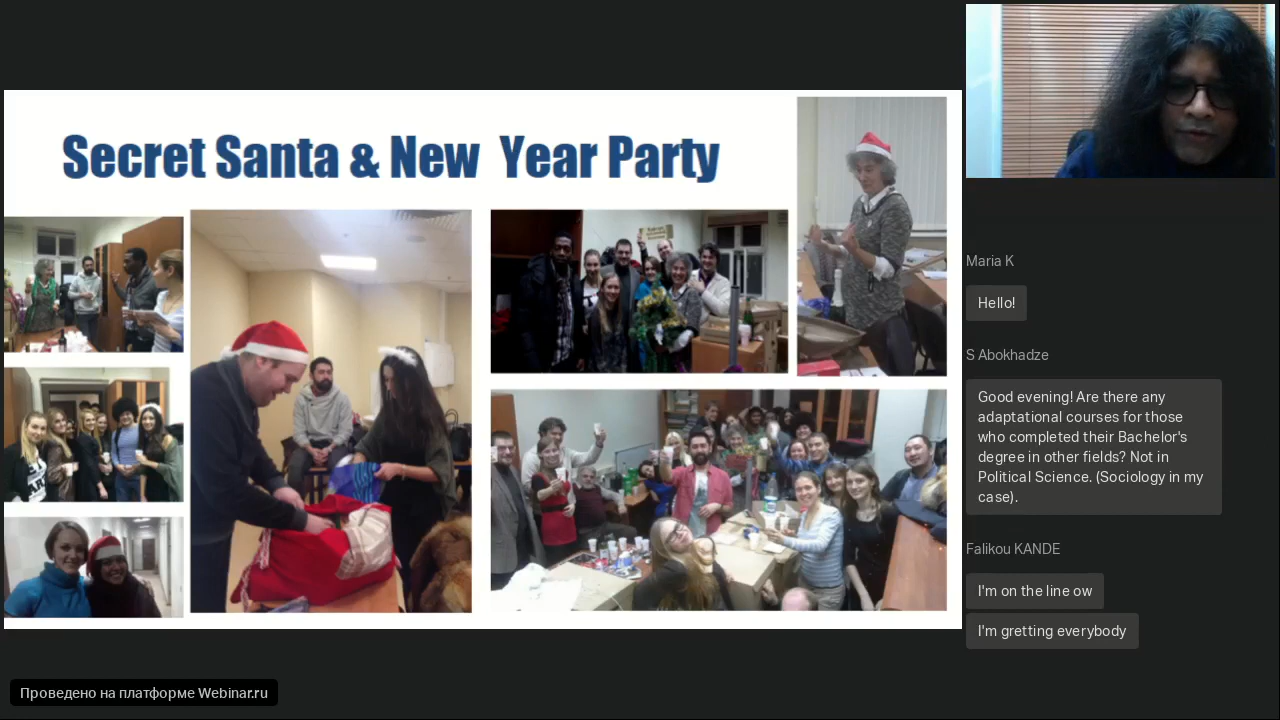 Secret Santa & New Year Party
Maria K
Hello!
S Abokhadze
Good evening! Are there any
adaptational courses for those
who completed their Bachelor's
degree in other fields? Not in
Political Science. (Sociology in my
case).
Falikou KANDE
I'm on the line ow
I'm gretting everybody
Проведено на платформе Webinar.ru